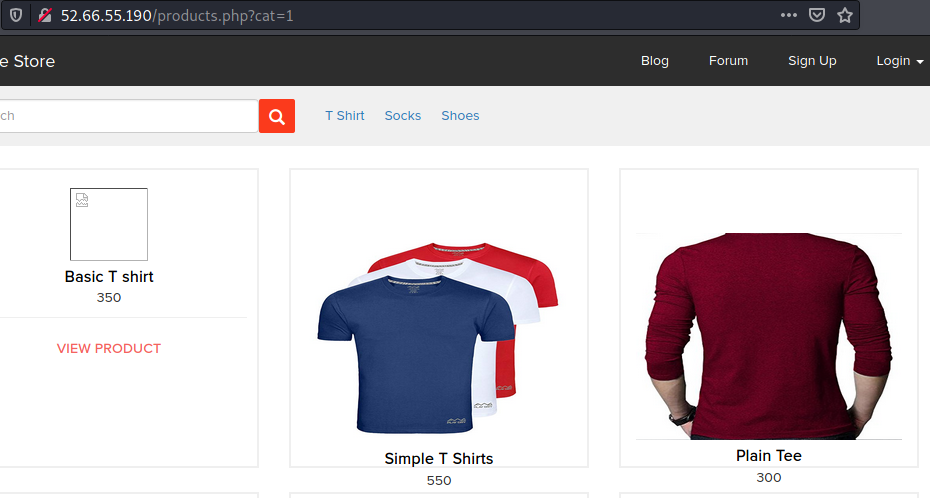 52.66.55.190/products.php?cat=1
e Store
Blog
Forum
Sign Up
Login
ch
T Shirt
Socks
Shoes
Basic T shirt
350
VIEW PRODUCT
Simple T Shirts
550
Plain Tee
300